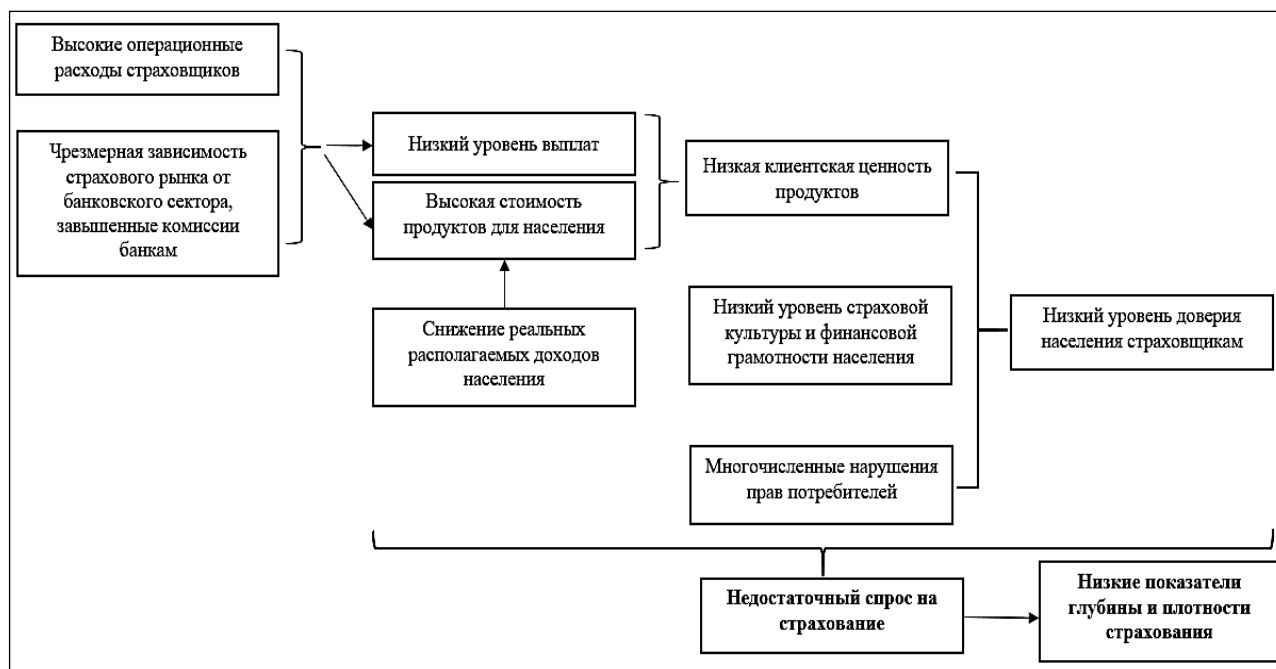 Высокие операционные
расходы страховщиков
Чрезмерная зависимость
страхового рынка от
банковского сектора,
завышенные комиссии
банкам
Низкий уровень выплат
Высокая стоимость
продуктов для населения
Снижение реальных
располагаемых доходов
населения
Низкая клиентская ценность
продуктов
Низкий уровень страховой
культуры и финансовой
грамотности населения
Многочисленные нарушения
прав потребителей
Низкий уровень доверия
населения страховщикам
Недостаточный спрос на
страхование
Низкие показатели
глубины и плотности
страхования